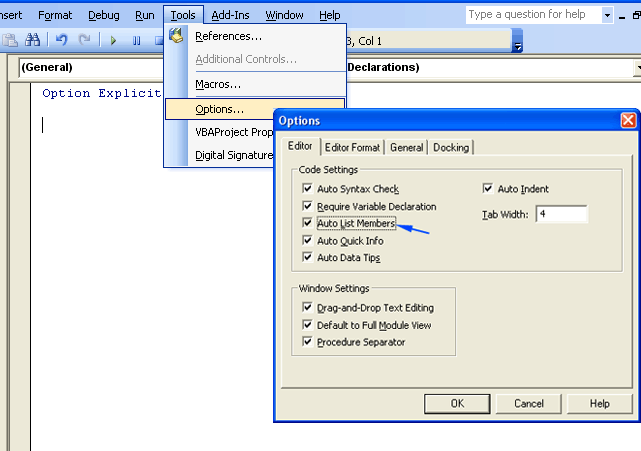 nsert Format Debug Run Tools Add-Ins Window Help Type a question for help
References...
3, Col 1
Additional Controls...
(General)
Declarations)
Macros...
Option Explicit
Options...
VBAProject Prop
Digital Signature
Options
Editor Editor Format General Docking
Code Settings
Auto Syntax Check
Auto Indent
Require Variable Declaration
Auto List Members
Tab Width: 4
Auto Quick Info
Auto Data Tips
Window Settings
Drag-and-Drop Text Editing
Default to Full Module View
Procedure Separator
OK Cancel Help